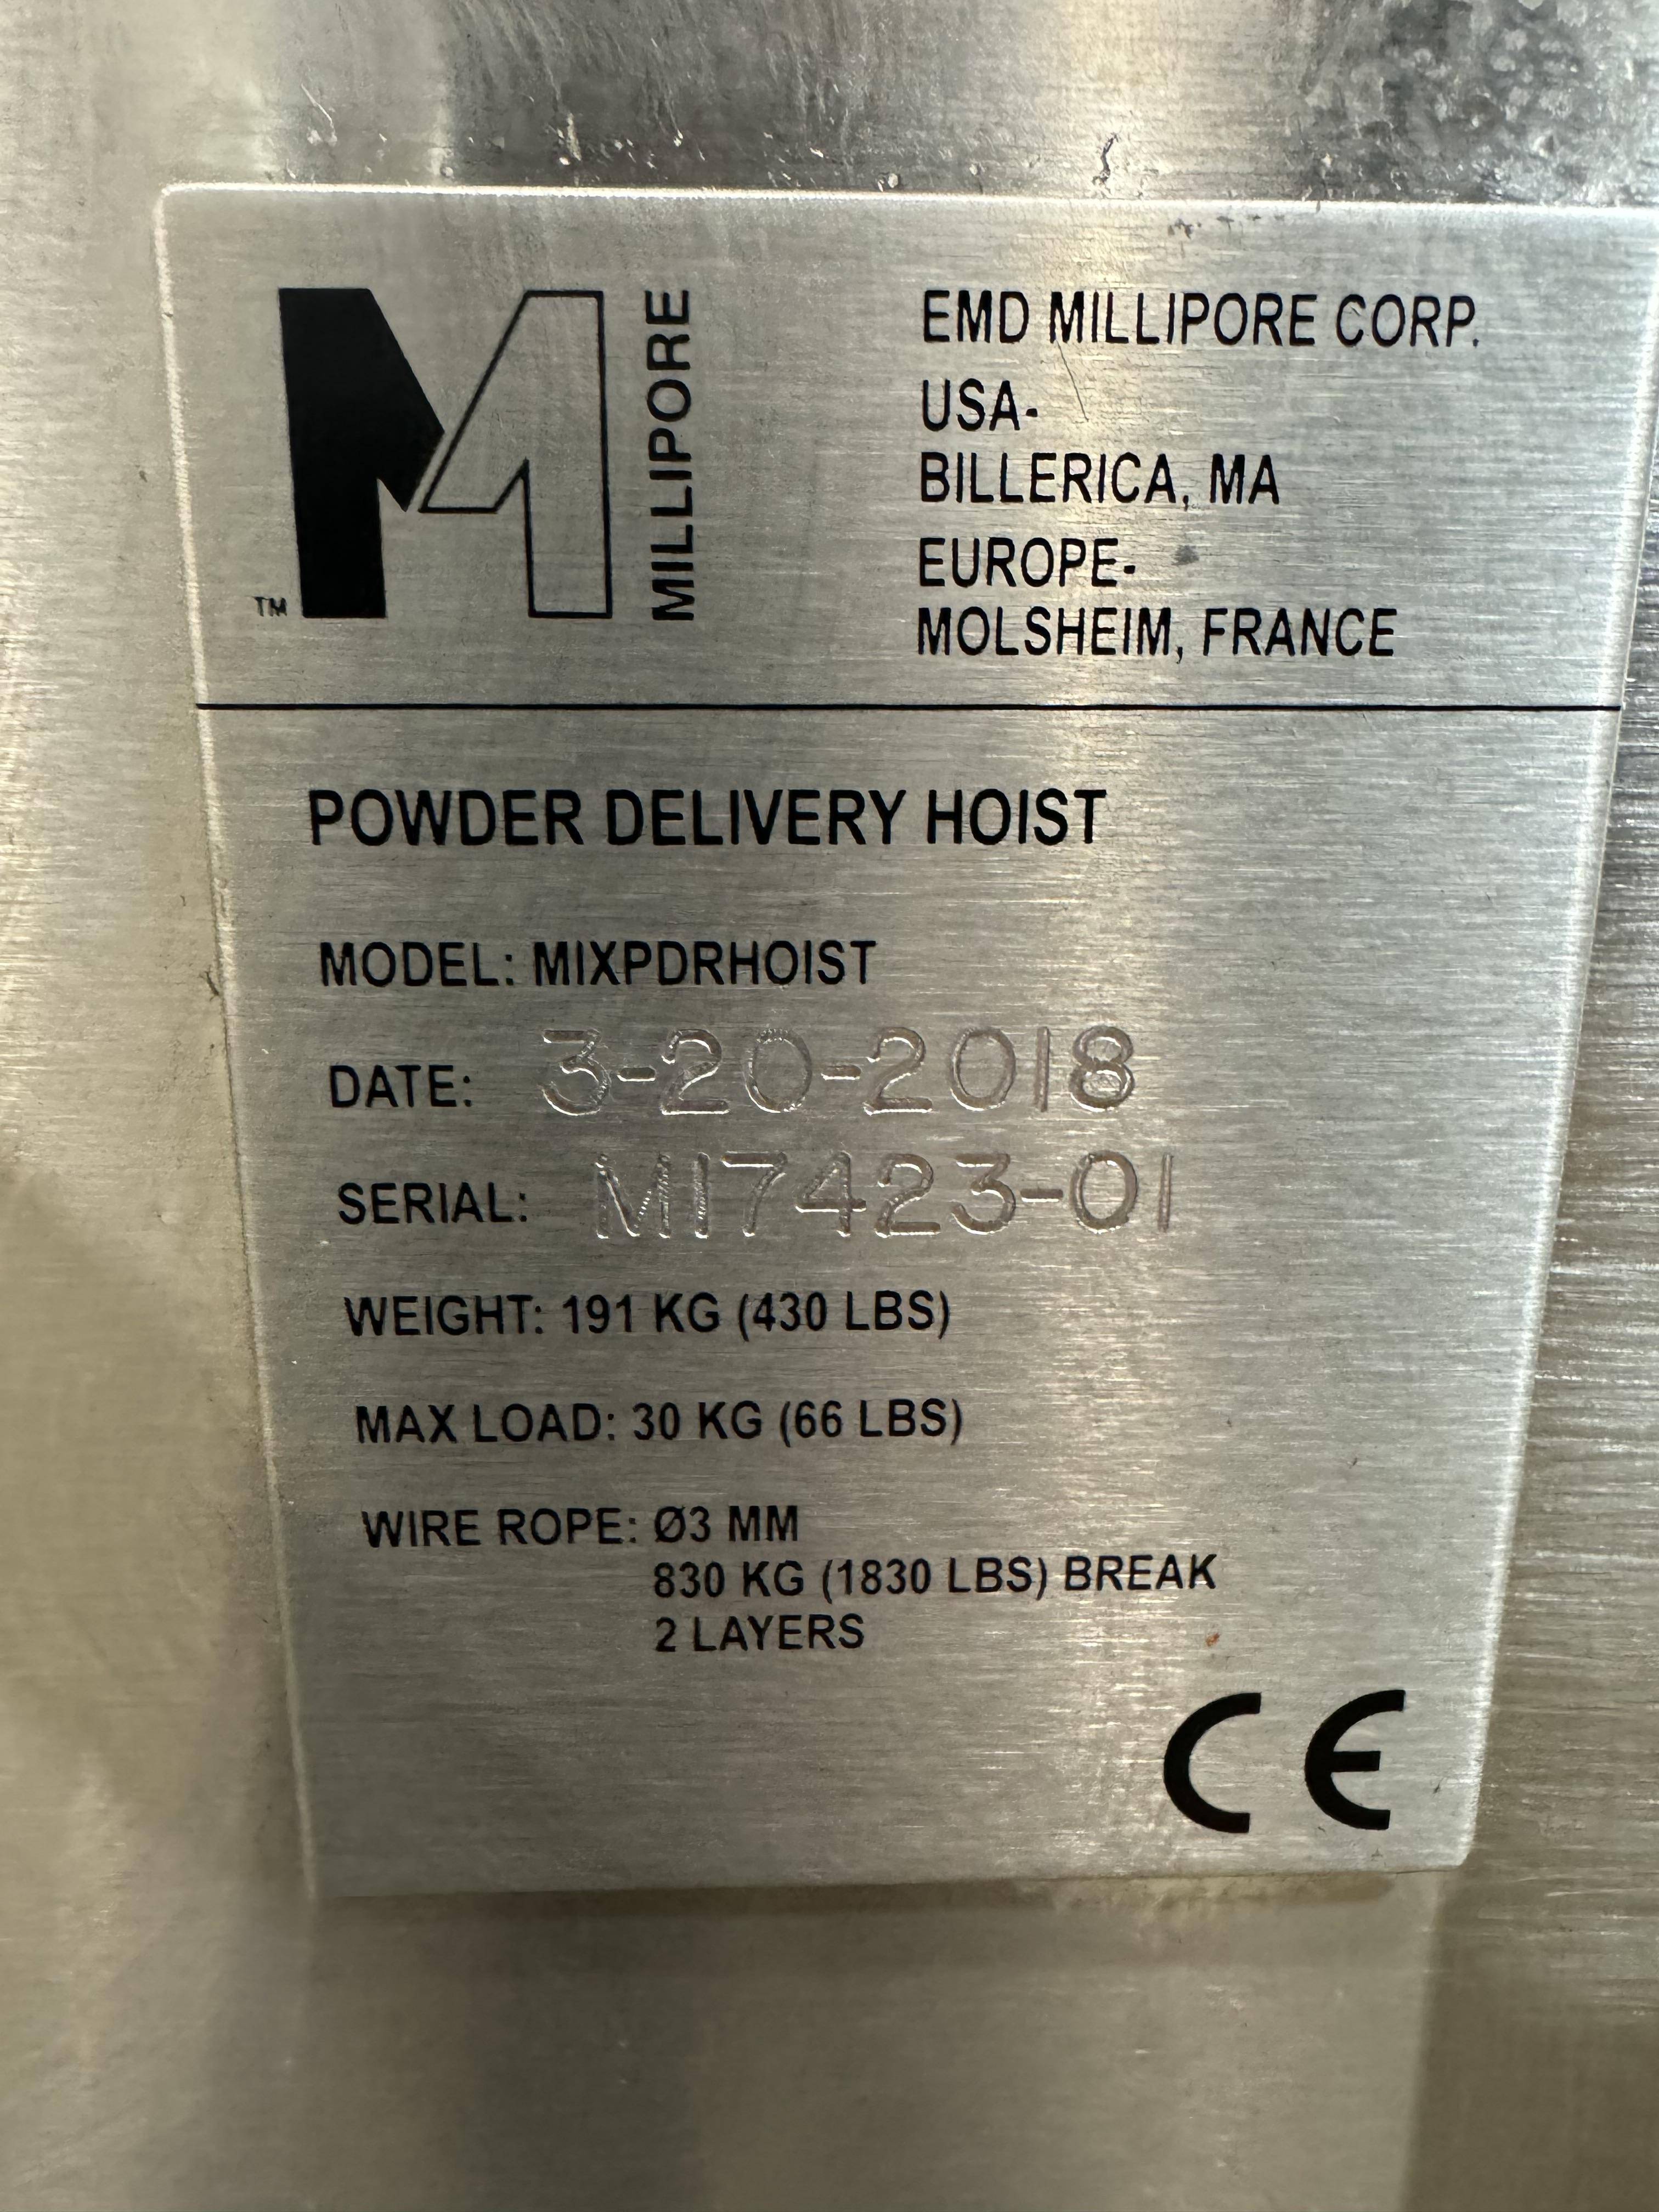 MILLIPORE
TM
EMD MILLIPORE CORP.
USA-
BILLERICA, MA
EUROPE-
MOLSHEIM, FRANCE
POWDER DELIVERY HOIST
MODEL: MIXPDRHOIST
DATE: 3-20-2018
SERIAL: M17423-01
WEIGHT: 191 KG (430 LBS)
MAX LOAD: 30 KG (66 LBS)
WIRE ROPE: Ø3 MM
830 KG (1830 LBS) BREAK
2 LAYERS
CE